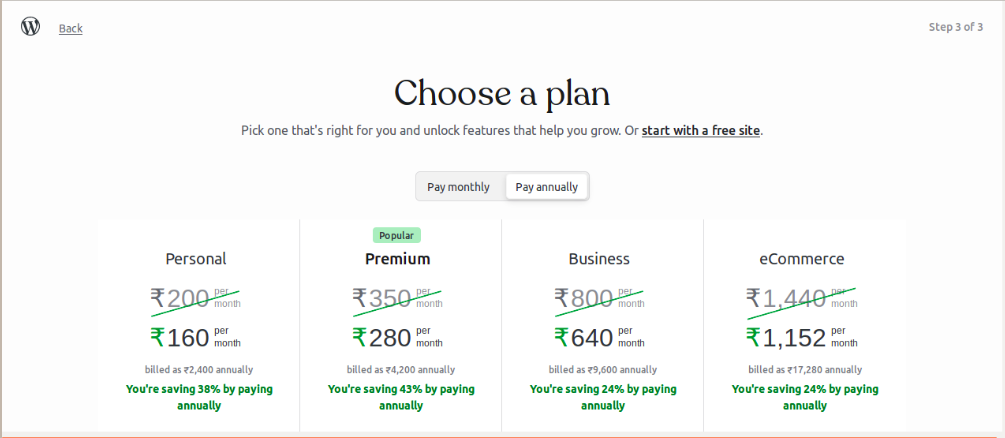 Back
Step 3 of 3
Choose a plan
Pick one that's right for you and unlock features that help you grow. Or start with a free site.
Pay monthly
Pay annually
Personal
₹200 per month
₹160 per month
billed as ₹2,400 annually
You're saving 38% by paying
annually
Popular
Premium
₹350 per month
₹280 per month
billed as ₹4,200 annually
You're saving 43% by paying
annually
Business
₹800 per month
₹640 per month
billed as ₹9,600 annually
You're saving 24% by paying
annually
eCommerce
₹1,440 per month
₹1,152 per month
billed as ₹17,280 annually
You're saving 24% by paying
annually